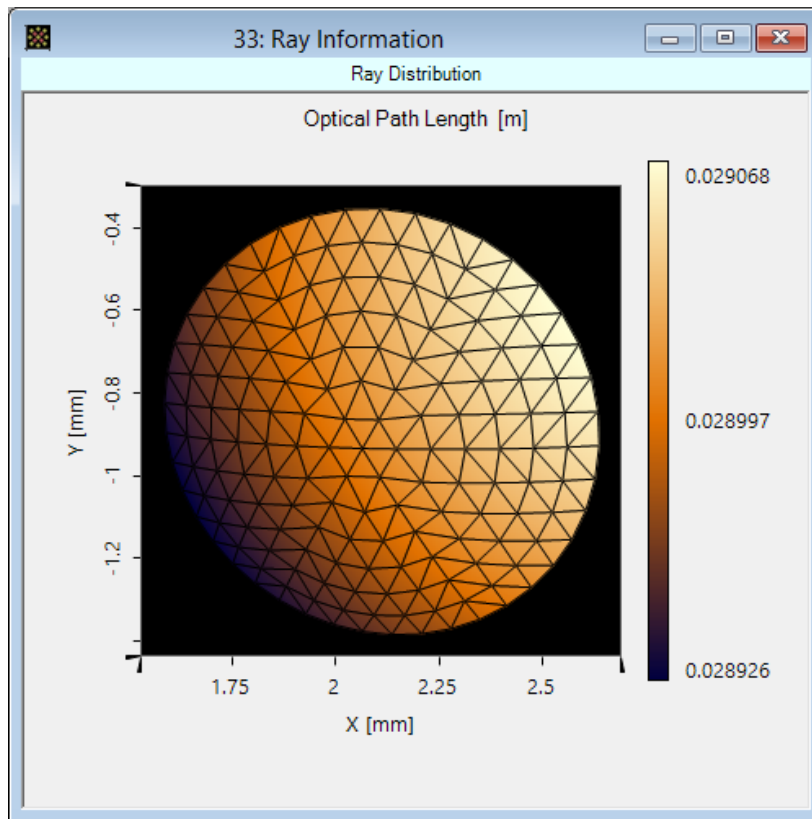 33: Ray Information
Ray Distribution
Optical Path Length [m]
0.029068
0.028997
0.028926
-0.4
-0.6
-0.8
-1
-1.2
Y [mm]
1.75
2
2.25
2.5
X [mm]